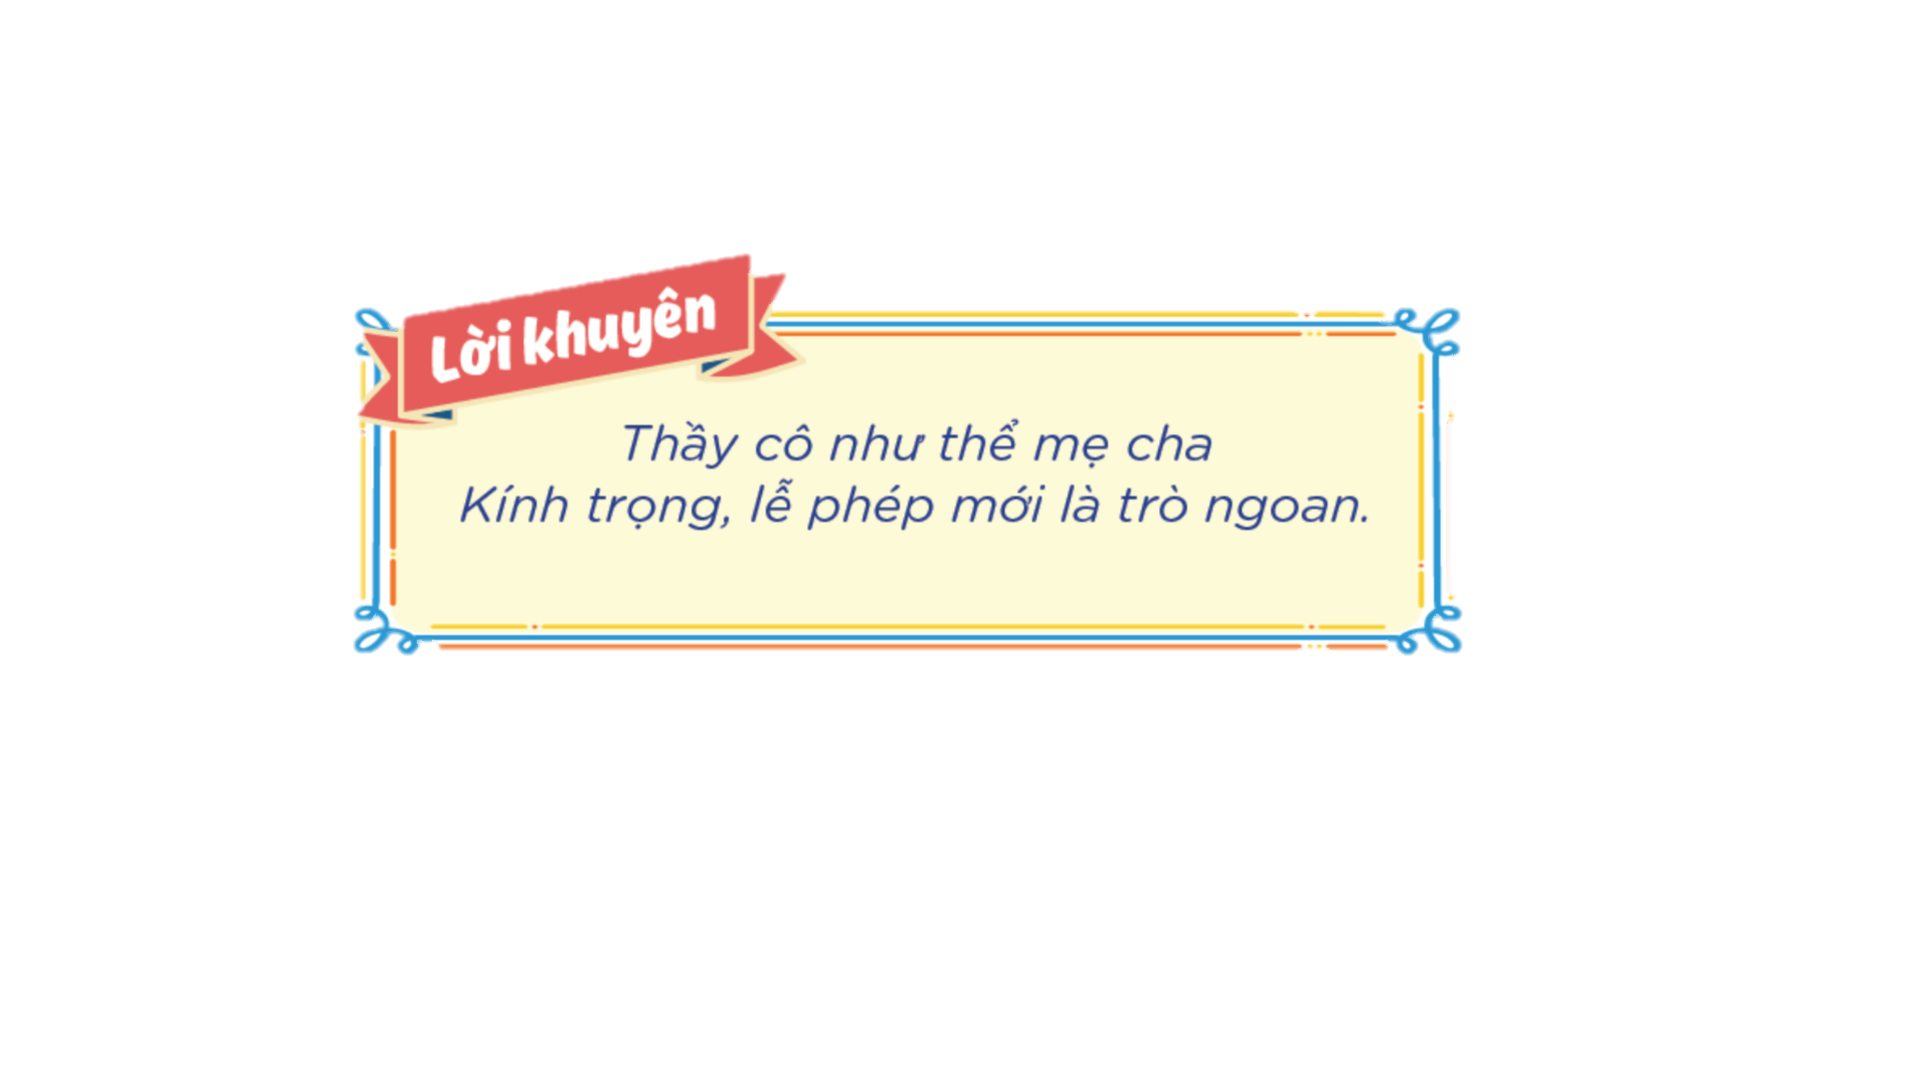 Lời khuyên
Thầy cô như thể mẹ cha
Kính trọng, lễ phép mới là trò ngoan.